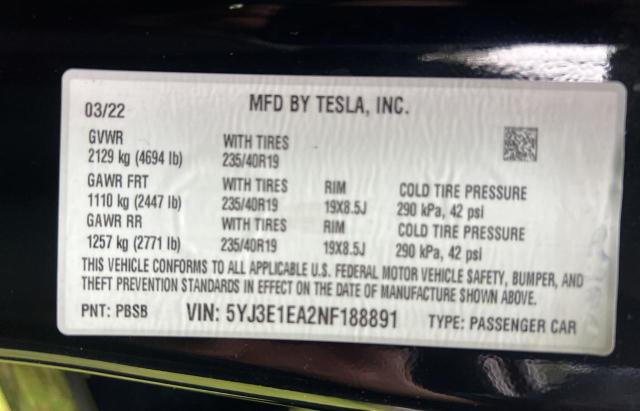 03/22 MFD BY TESLA, INC.
GVWR WITH TIRES
2129 kg (4694 lb) 235/40R19
GAWR FRT WITH TIRES RIM COLD TIRE PRESSURE
1110 kg (2447 lb) 235/40R19 19X8.5J 290 kPa, 42 psi
GAWR RR WITH TIRES RIM COLD TIRE PRESSURE
1257 kg (2771 lb) 235/40R19 19X8.5J 290 kPa, 42 psi
THIS VEHICLE CONFORMS TO ALL APPLICABLE U.S. FEDERAL MOTOR VEHICLE SAFETY, BUMPER, AND
THEFT PREVENTION STANDARDS IN EFFECT ON THE DATE OF MANUFACTURE SHOWN ABOVE.
PNT: PBSB VIN: 5YJ3E1EA2NF188891 TYPE: PASSENGER CAR